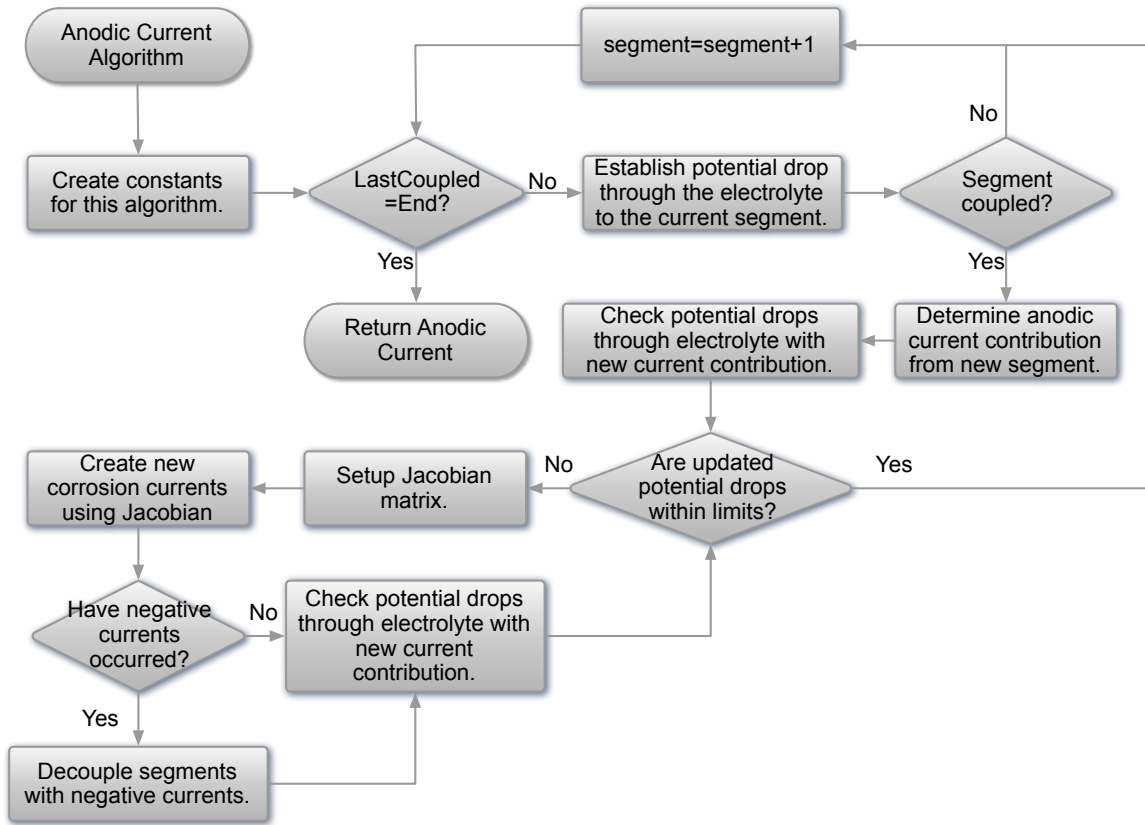 Anodic Current
Algorithm
segment=segment+1
No
Create constants
for this algorithm.
LastCoupled
=End?
No
Establish potential drop
through the electrolyte
to the current segment.
Segment
coupled?
Yes
Yes
Return Anodic
Current
Check potential drops
through electrolyte with
new current contribution.
Determine anodic
current contribution
from new segment.
Create new
corrosion currents
using Jacobian
Setup Jacobian
matrix.
No
Are updated
potential drops
within limits?
Yes
Have negative
currents
occurred?
No
Check potential drops
through electrolyte with
new current
contribution.
Yes
Decouple segments
with negative currents.